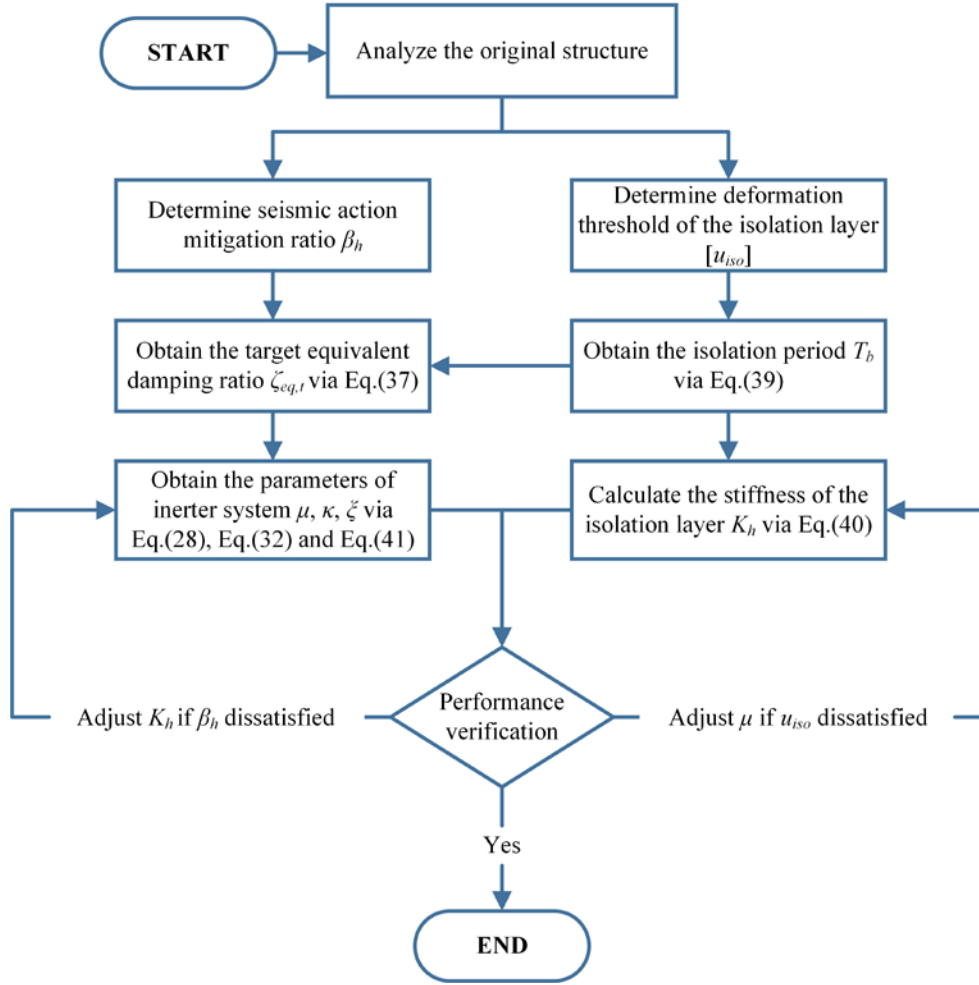 START
Analyze the original structure
Determine seismic action
mitigation ratio βh
Determine deformation
threshold of the isolation layer
[uiso]
Obtain the target equivalent
damping ratio ζeq,t via Eq.(37)
Obtain the isolation period Tb
via Eq.(39)
Obtain the parameters of
inerter system μ, κ, ξ via
Eq.(28), Eq.(32) and Eq.(41)
Calculate the stiffness of the
isolation layer Kh via Eq.(40)
Performance
verification
Adjust Kh if βh dissatisfied
Adjust μ if uiso dissatisfied
Yes
END